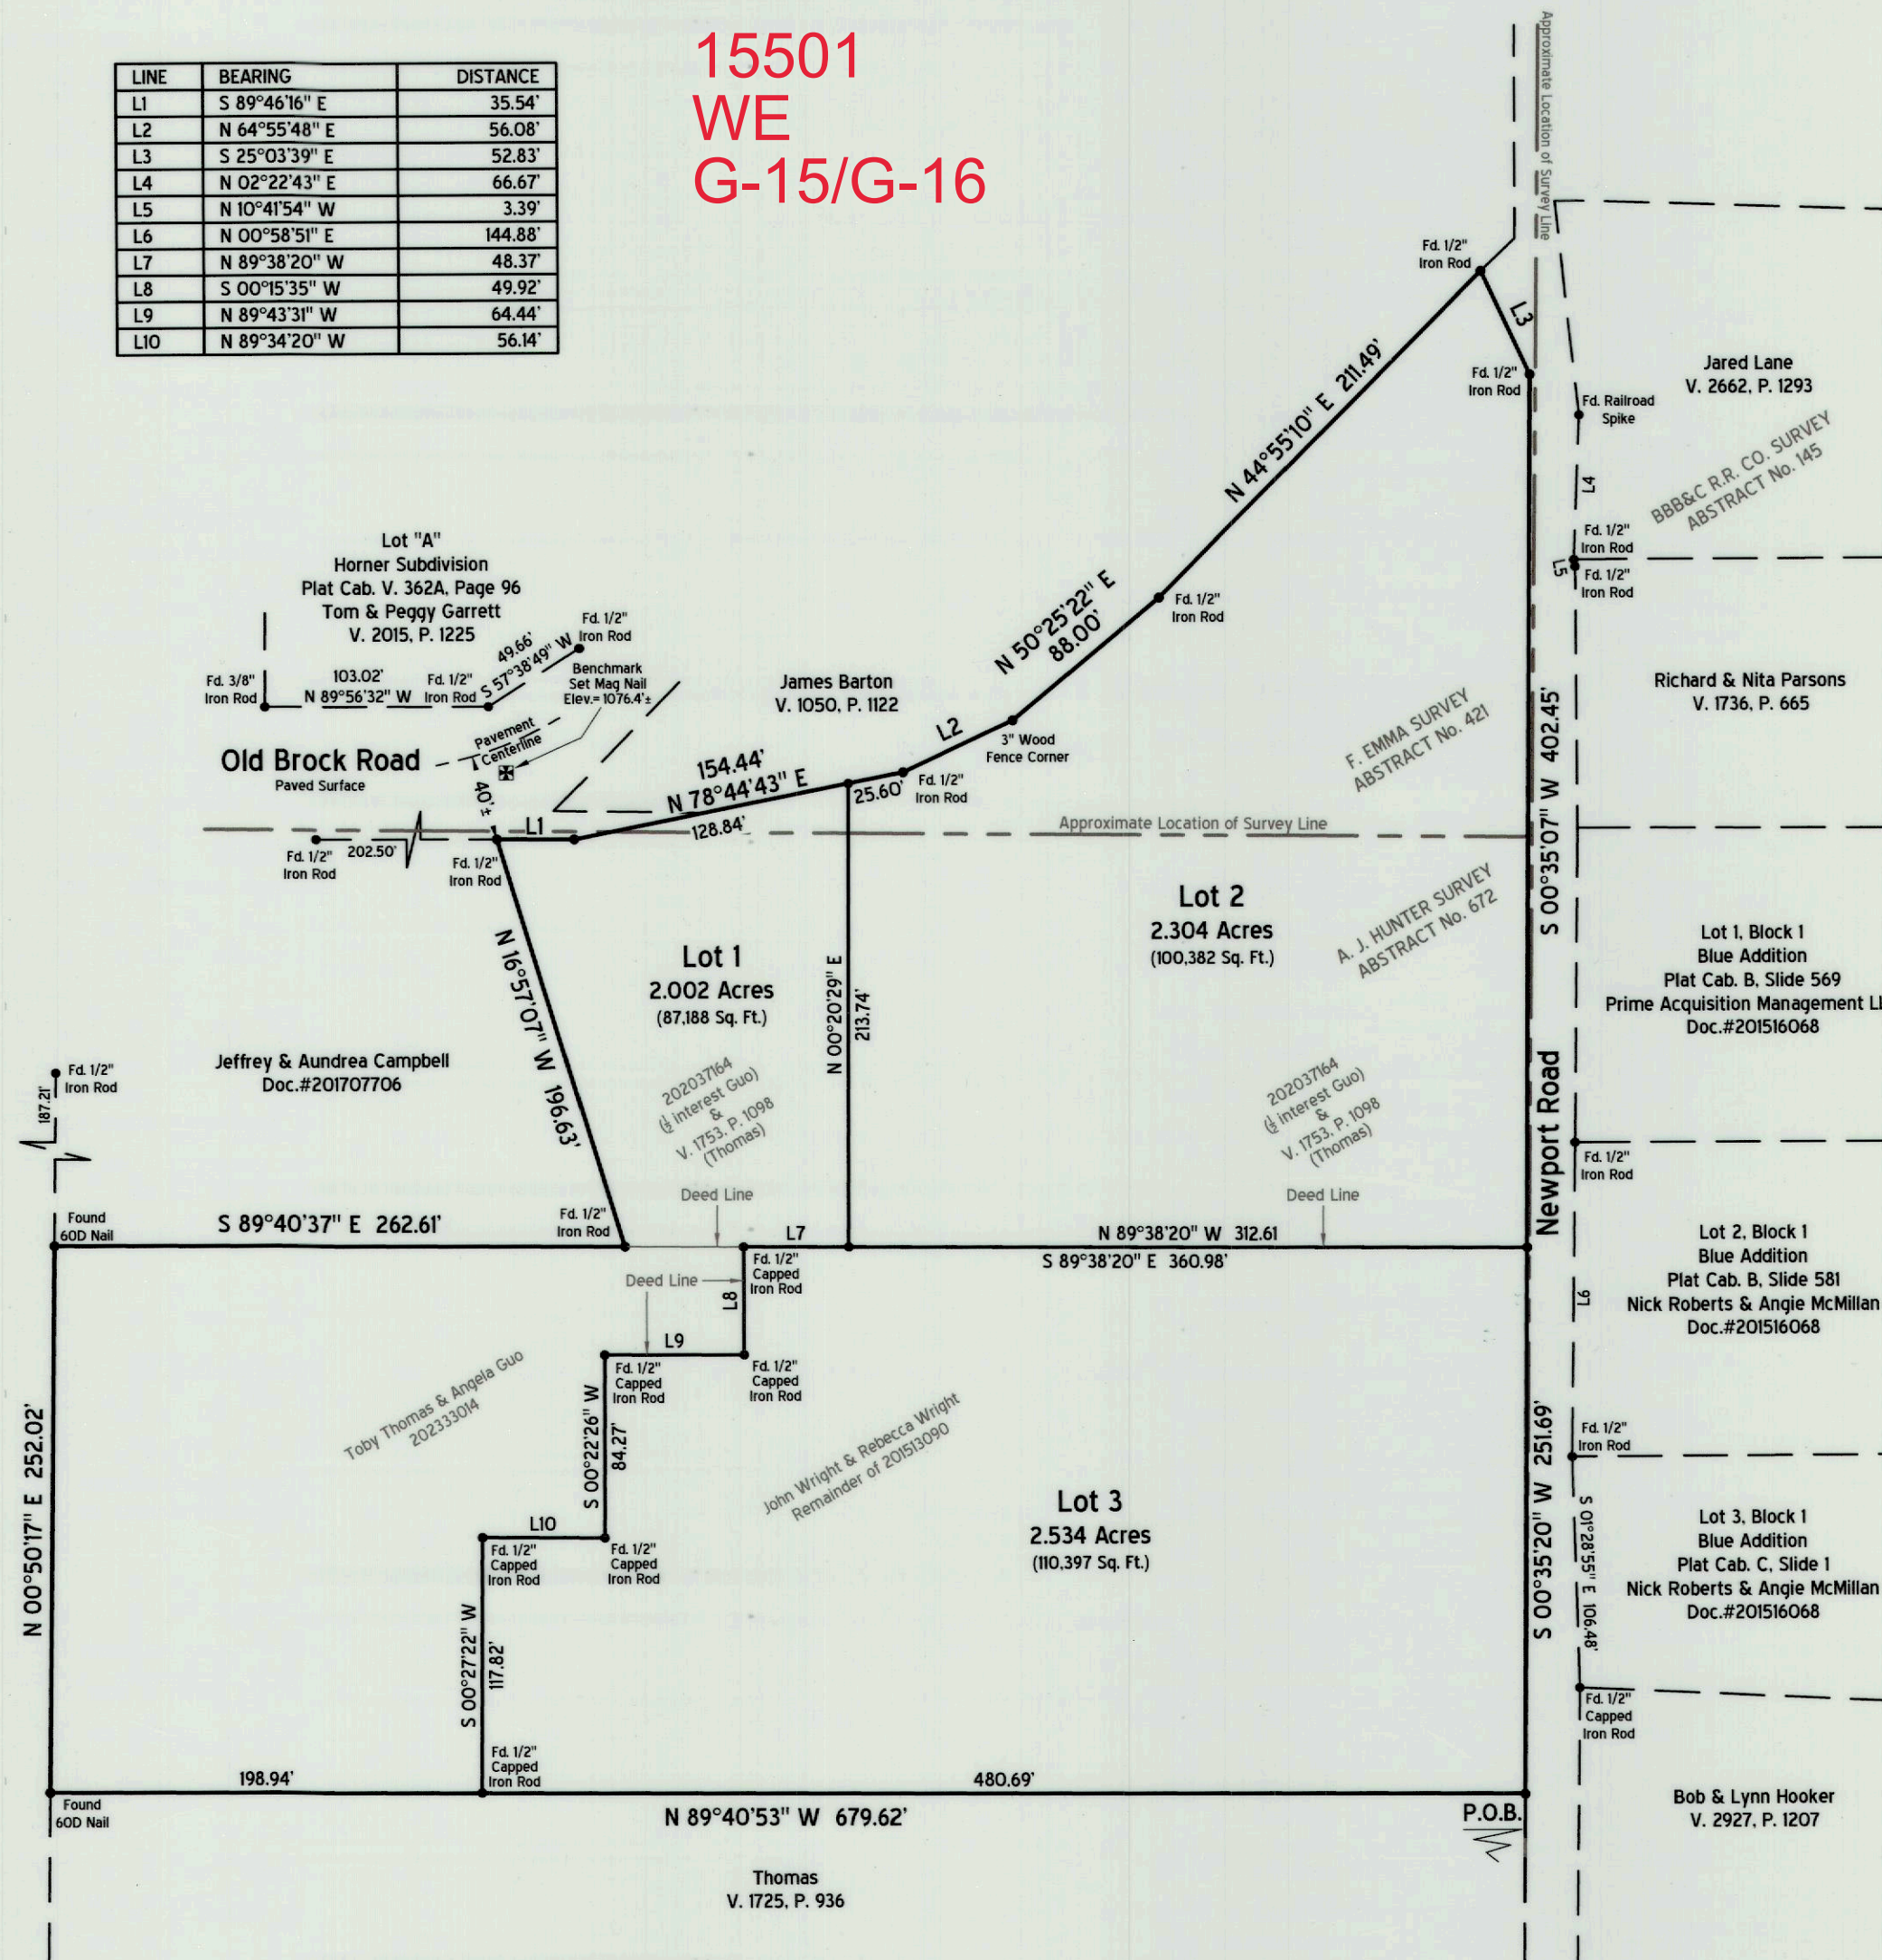 15501
WE
G-15/G-16
LINE BEARING DISTANCE
L1 S 89°46'16" E 35.54'
L2 N 64°55'48" E 56.08'
L3 S 25°03'39" E 52.83'
L4 N 02°22'43" E 66.67'
L5 N 10°41'54" W 3.39'
L6 N 00°58'51" E 144.88'
L7 N 89°38'20" W 48.37'
L8 S 00°15'35" W 49.92'
L9 N 89°43'31" W 64.44'
L10 N 89°34'20" W 56.14'
Approximate Location of Survey Line
Fd. 1/2"
Iron Rod
L3
Fd. 1/2"
Iron Rod
N 44°55'10" E 211.49'
Jared Lane
V. 2662, P. 1293
Fd. Railroad
Spike
BBB&C R.R. CO. SURVEY
ABSTRACT No. 145
L4
Fd. 1/2"
Iron Rod
L5
Fd. 1/2"
Iron Rod
Lot "A"
Horner Subdivision
Plat Cab. V. 362A, Page 96
Tom & Peggy Garrett
V. 2015, P. 1225
Fd. 1/2"
Iron Rod
49.66'
S 57°38'49" W
Fd. 3/8"
Iron Rod
103.02'
N 89°56'32" W
Fd. 1/2"
Iron Rod
Benchmark
Set Mag Nail
Elev.= 1076.4'±
Pavement
Centerline
Old Brock Road
Paved Surface
40'±
James Barton
V. 1050, P. 1122
N 50°25'22" E
88.00'
Fd. 1/2"
Iron Rod
L2
3" Wood
Fence Corner
154.44'
N 78°44'43" E
128.84'
25.60'
Fd. 1/2"
Iron Rod
F. EMMA SURVEY
ABSTRACT No. 421
Richard & Nita Parsons
V. 1736, P. 665
S 00°35'07" W 402.45'
L1
Fd. 1/2"
Iron Rod
202.50'
Fd. 1/2"
Iron Rod
Approximate Location of Survey Line
Lot 2
2.304 Acres
(100,382 Sq. Ft.)
A. J. HUNTER SURVEY
ABSTRACT No. 672
Lot 1
2.002 Acres
(87,188 Sq. Ft.)
N 16°57'07" W 196.63'
N 00°20'29" E
213.74'
Lot 1, Block 1
Blue Addition
Plat Cab. B, Slide 569
Prime Acquisition Management
Doc.#201516068
Jeffrey & Aundrea Campbell
Doc.#201707706
Fd. 1/2"
Iron Rod
187.21'
202037164
(½ interest Guo)
&
V. 1753, P. 1098
(Thomas)
202037164
(½ interest Guo)
&
V. 1753, P. 1098
(Thomas)
Newport Road
Fd. 1/2"
Iron Rod
Deed Line
Deed Line
Found
60D Nail
S 89°40'37" E 262.61'
Fd. 1/2"
Iron Rod
L7
N 89°38'20" W 312.61
S 89°38'20" E 360.98'
Fd. 1/2"
Capped
Iron Rod
Deed Line
L8
L6
Lot 2, Block 1
Blue Addition
Plat Cab. B, Slide 581
Nick Roberts & Angie McMillan
Doc.#201516068
L9
Fd. 1/2"
Capped
Iron Rod
Fd. 1/2"
Capped
Iron Rod
Toby Thomas & Angela Guo
202333014
S 00°22'26" W
84.27'
John Wright & Rebecca Wright
Remainder of 201513090
N 00°50'17" E 252.02'
S 00°35'20" W 251.69'
Fd. 1/2"
Iron Rod
L10
Fd. 1/2"
Capped
Iron Rod
Fd. 1/2"
Capped
Iron Rod
Lot 3
2.534 Acres
(110,397 Sq. Ft.)
S 01°28'55" E 106.48'
Lot 3, Block 1
Blue Addition
Plat Cab. C, Slide 1
Nick Roberts & Angie McMillan
Doc.#201516068
S 00°27'22" W
117.82'
Fd. 1/2"
Capped
Iron Rod
Fd. 1/2"
Capped
Iron Rod
198.94'
480.69'
Found
60D Nail
N 89°40'53" W 679.62'
P.O.B.
Bob & Lynn Hooker
V. 2927, P. 1207
Thomas
V. 1725, P. 936